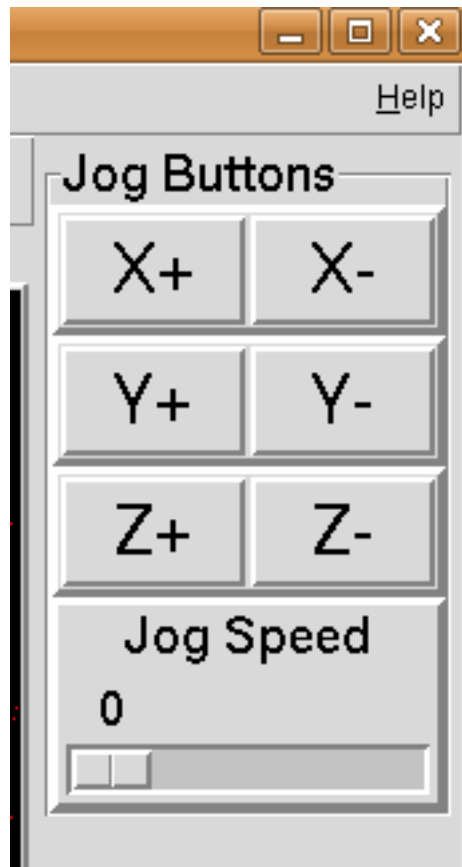 Help
Jog Buttons
X+ X-
Y+ Y-
Z+ Z-
Jog Speed
0